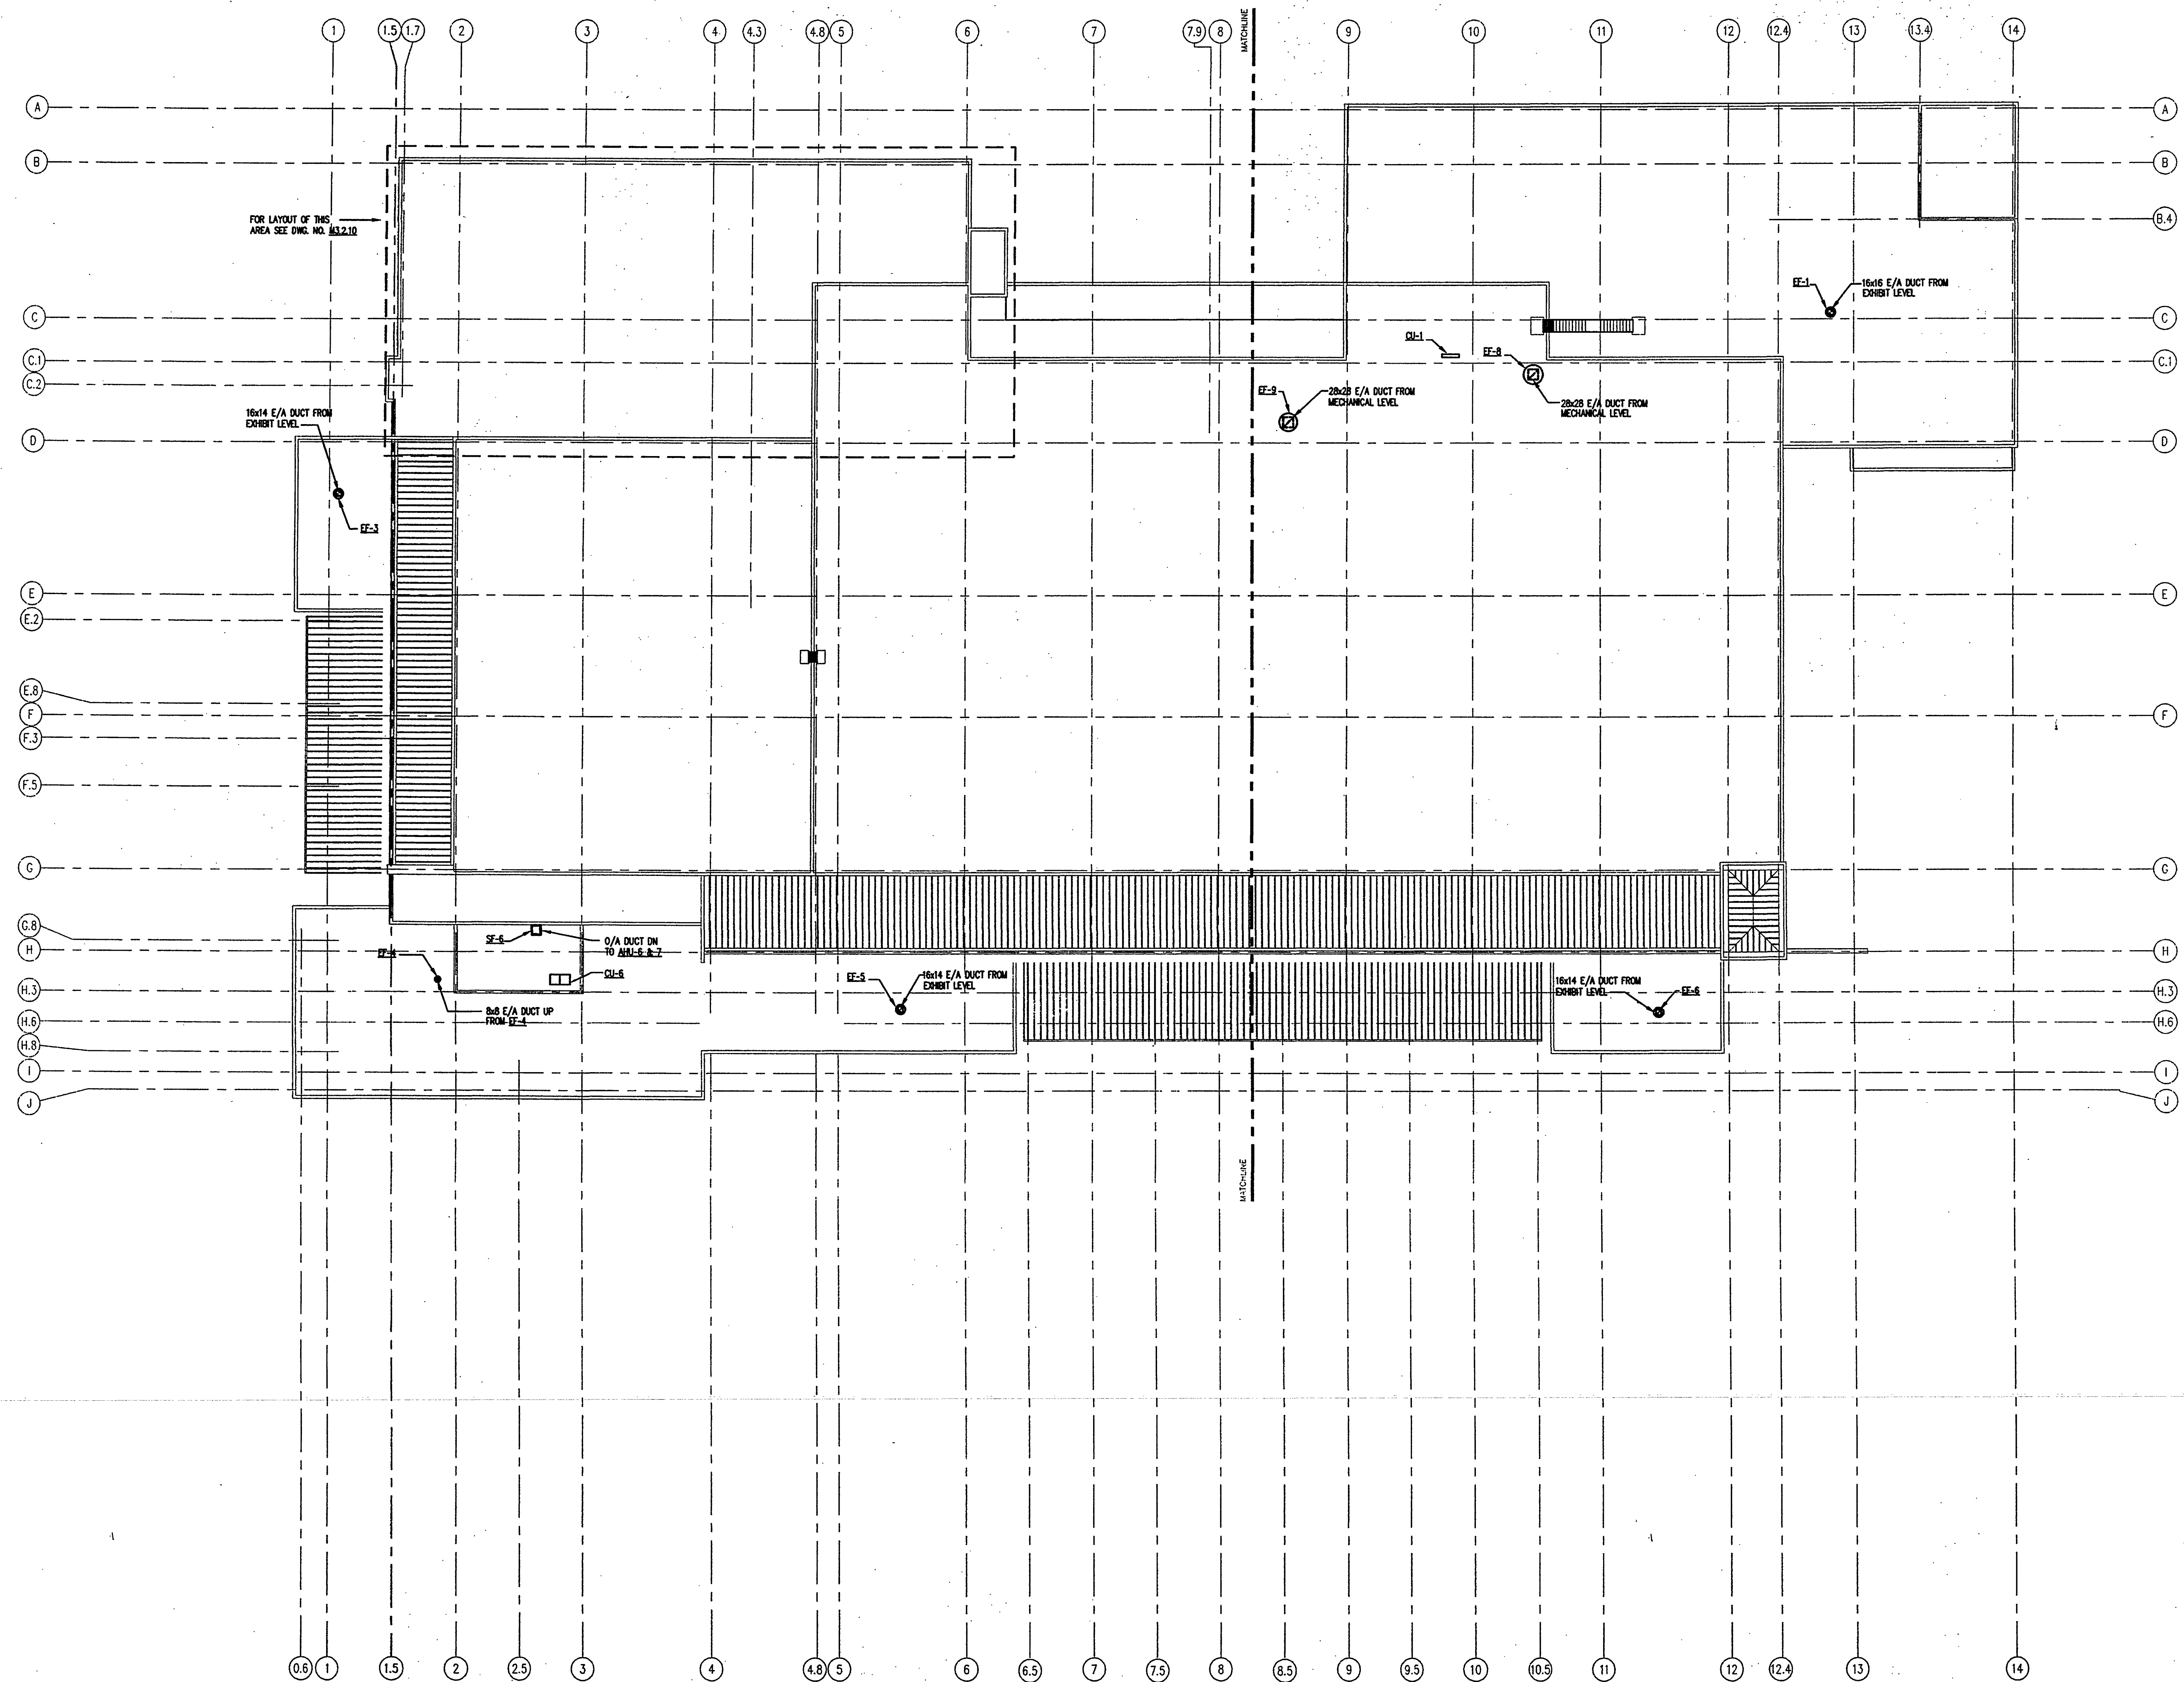 1
1.5
1.7
2
3
4
4.3
4.8
5
6
7
7.9
8
MATCHLINE
9
10
11
12
12.4
13
13.4
14
A
A
B
B
FOR LAYOUT OF THIS
AREA SEE DWG. NO. M3.2.10
B.4
EF-1
16x16 E/A DUCT FROM
EXHIBIT LEVEL
C
C
CU-1
EF-8
C.1
C.1
C.2
EF-9
28x28 E/A DUCT FROM
MECHANICAL LEVEL
28x28 E/A DUCT FROM
MECHANICAL LEVEL
16x14 E/A DUCT FROM
EXHIBIT LEVEL
D
D
EF-3
E
E
E.2
E.8
F
F
F.3
F.5
G
G
G.8
SF-6
O/A DUCT DN
TO AHU-6 & 7
H
H
EF-4
CU-6
EF-5
16x14 E/A DUCT FROM
EXHIBIT LEVEL
16x14 E/A DUCT FROM
EXHIBIT LEVEL
EF-6
H.3
H.3
8x8 E/A DUCT UP
FROM EF-4
H.6
H.6
H.8
I
I
J
J
MATCHLINE
0.6
1
1.5
2
2.5
3
4
4.8
5
6
6.5
7
7.5
8
8.5
9
9.5
10
10.5
11
12
12.4
13
14